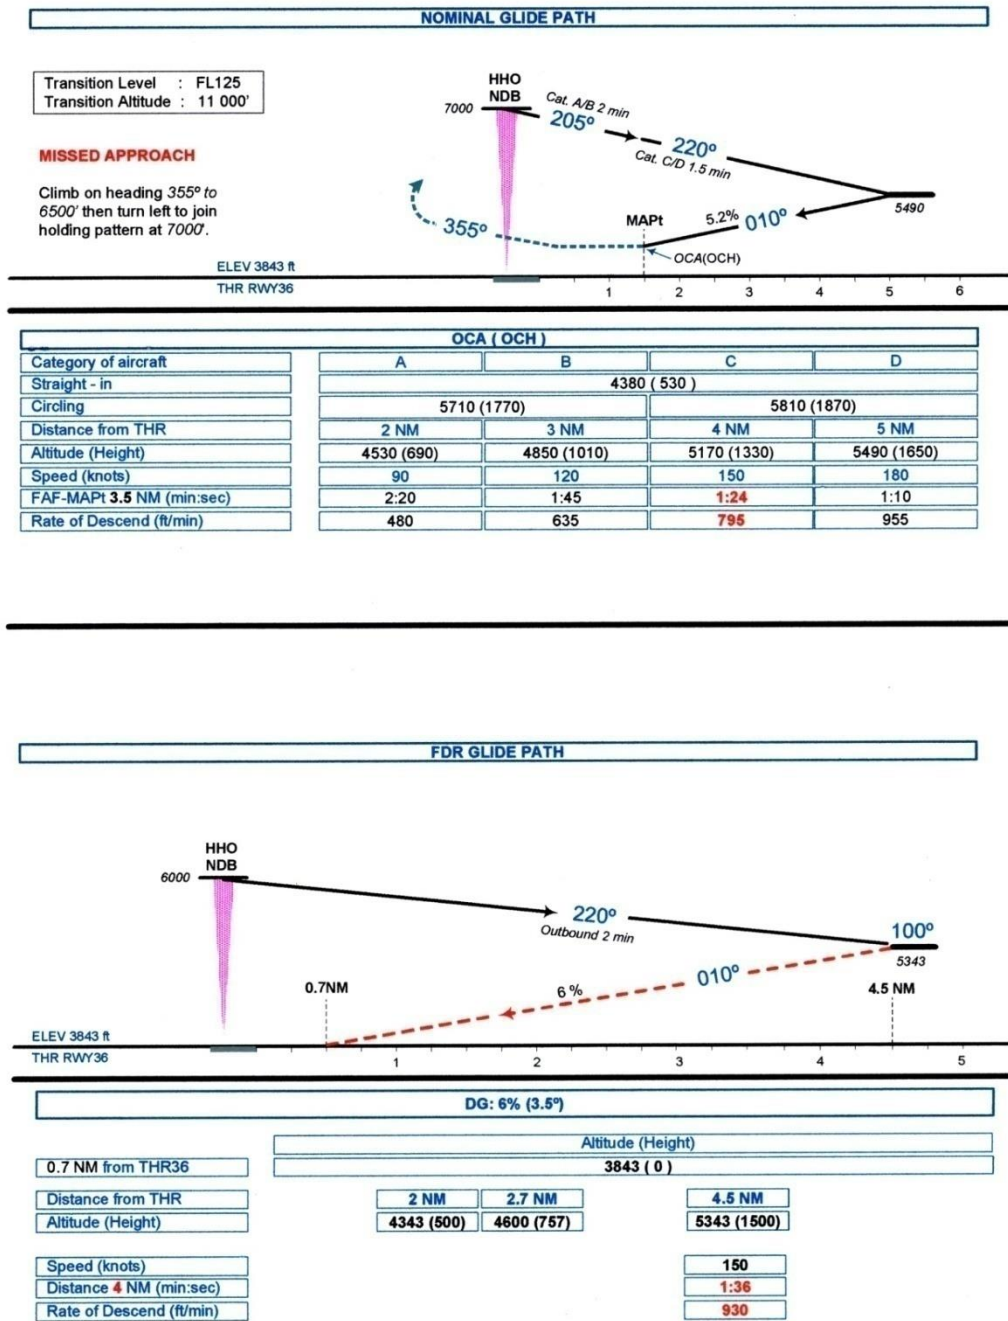 NOMINAL GLIDE PATH
Transition Level : FL125
Transition Altitude : 11 000'
HHO
NDB
7000
Cat. A/B 2 min
205º
220º
Cat. C/D 1.5 min
MISSED APPROACH
Climb on heading 355º to
6500' then turn left to join
holding pattern at 7000'.
355º
MAPt
5.2%
010º
5490
OCA(OCH)
ELEV 3843 ft
THR RWY36
1 2 3 4 5 6
OCA ( OCH )
Category of aircraft A B C D
Straight - in 4380 ( 530 )
Circling 5710 (1770) 5810 (1870)
Distance from THR 2 NM 3 NM 4 NM 5 NM
Altitude (Height) 4530 (690) 4850 (1010) 5170 (1330) 5490 (1650)
Speed (knots) 90 120 150 180
FAF-MAPt 3.5 NM (min:sec) 2:20 1:45 1:24 1:10
Rate of Descend (ft/min) 480 635 795 955
FDR GLIDE PATH
HHO
NDB
6000
220º
Outbound 2 min
100º
5343
0.7NM
6 %
010º
4.5 NM
ELEV 3843 ft
THR RWY36
1 2 3 4 5
DG: 6% (3.5º)
Altitude (Height)
0.7 NM from THR36 3843 ( 0 )
Distance from THR 2 NM 2.7 NM 4.5 NM
Altitude (Height) 4343 (500) 4600 (757) 5343 (1500)
Speed (knots) 150
Distance 4 NM (min:sec) 1:36
Rate of Descend (ft/min) 930